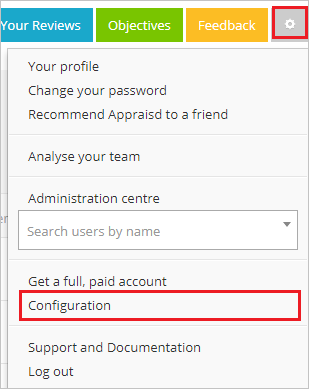 Your Reviews Objectives Feedback
Your profile
Change your password
Recommend Appraisd to a friend
Analyse your team
Administration centre
Search users by name
Get a full, paid account
Configuration
Support and Documentation
Log out